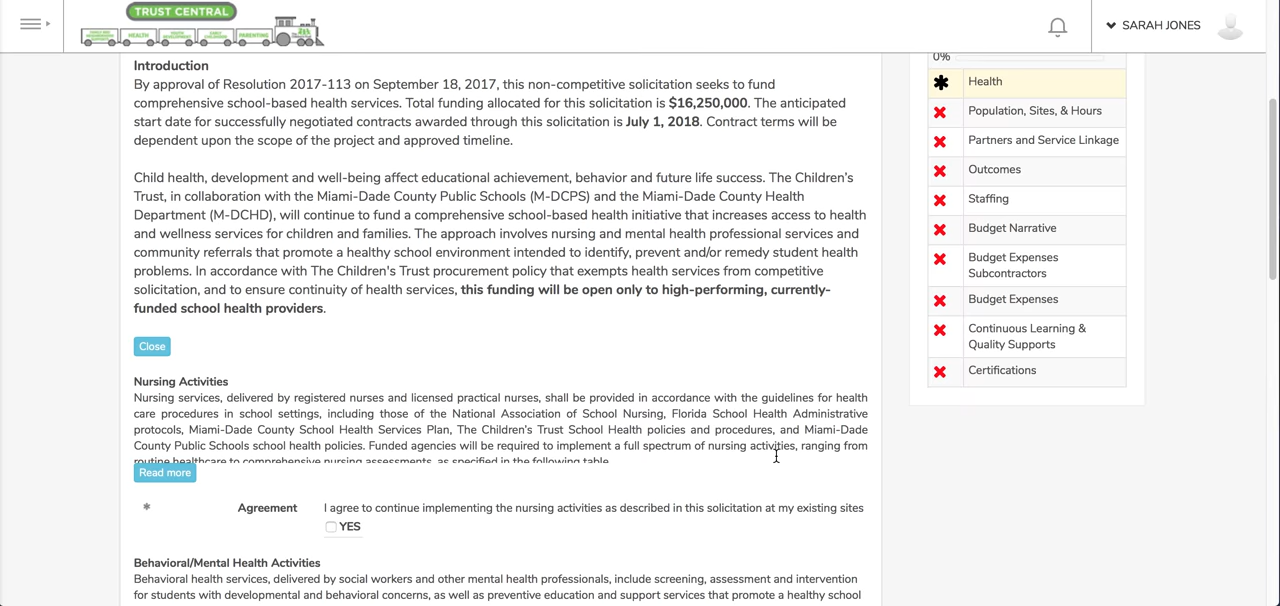 TRUST CENTRAL
HEALTH
PARENTING
SARAH JONES
Introduction
By approval of Resolution 2017-113 on September 18, 2017, this non-competitive solicitation seeks to fund
comprehensive school-based health services. Total funding allocated for this solicitation is $16,250,000. The anticipated
start date for successfully negotiated contracts awarded through this solicitation is July 1, 2018. Contract terms will be
dependent upon the scope of the project and approved timeline.
Child health, development and well-being affect educational achievement, behavior and future life success. The Children's
Trust, in collaboration with the Miami-Dade County Public Schools (M-DCPS) and the Miami-Dade County Health
Department (M-DCHD), will continue to fund a comprehensive school-based health initiative that increases access to health
and wellness services for children and families. The approach involves nursing and mental health professional services and
community referrals that promote a healthy school environment intended to identify, prevent and/or remedy student health
problems. In accordance with The Children's Trust procurement policy that exempts health services from competitive
solicitation, and to ensure continuity of health services, this funding will be open only to high-performing, currently-
funded school health providers.
Close
Nursing Activities
Nursing services, delivered by registered nurses and licensed practical nurses, shall be provided in accordance with the guidelines for health
care procedures in school settings, including those of the National Association of School Nursing, Florida School Health Administrative
protocols, Miami-Dade County School Health Services Plan, The Children's Trust School Health policies and procedures, and Miami-Dade
County Public Schools school health policies. Funded agencies will be required to implement a full spectrum of nursing activities, ranging from
routine healthcare to comprehensive nursing assessments, as specified in the following table
Read more
* Agreement I agree to continue implementing the nursing activities as described in this solicitation at my existing sites
YES
Behavioral/Mental Health Activities
Behavioral health services, delivered by social workers and other mental health professionals, include screening, assessment and intervention
for students with developmental and behavioral concerns, as well as preventive education and support services that promote a healthy school
0%
Health
Population, Sites, & Hours
Partners and Service Linkage
Outcomes
Staffing
Budget Narrative
Budget Expenses
Subcontractors
Budget Expenses
Continuous Learning &
Quality Supports
Certifications